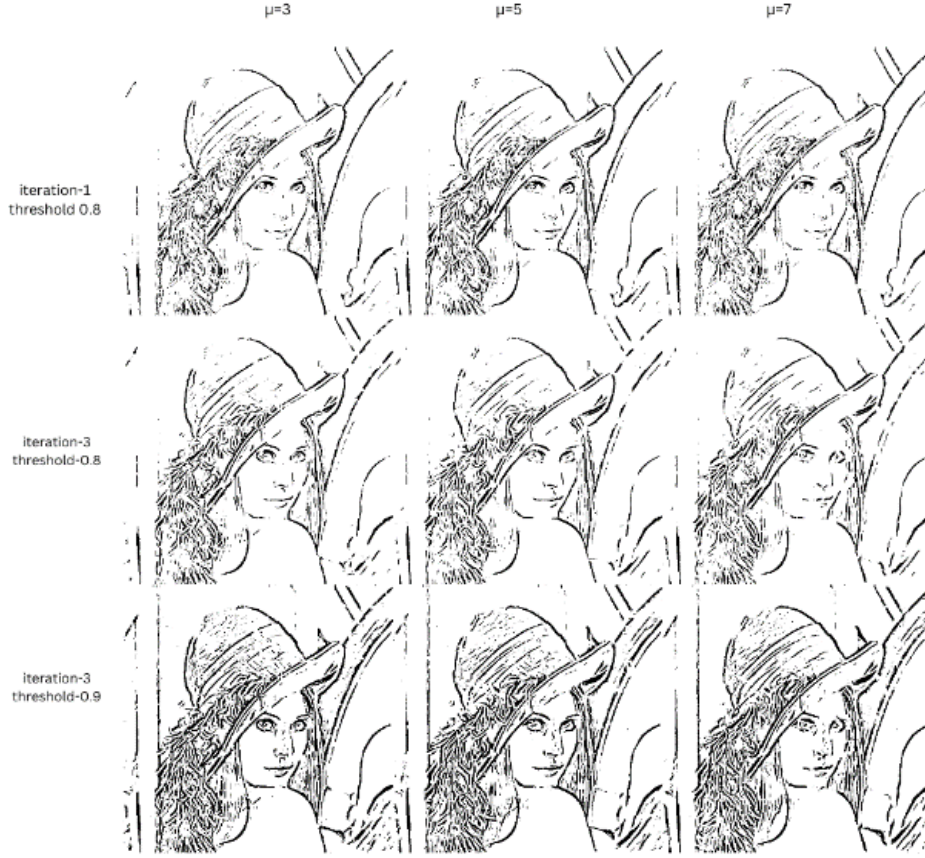 μ=3 μ=5 μ=7
iteration-1
threshold 0.8
iteration-3
threshold-0.8
iteration-3
threshold-0.9